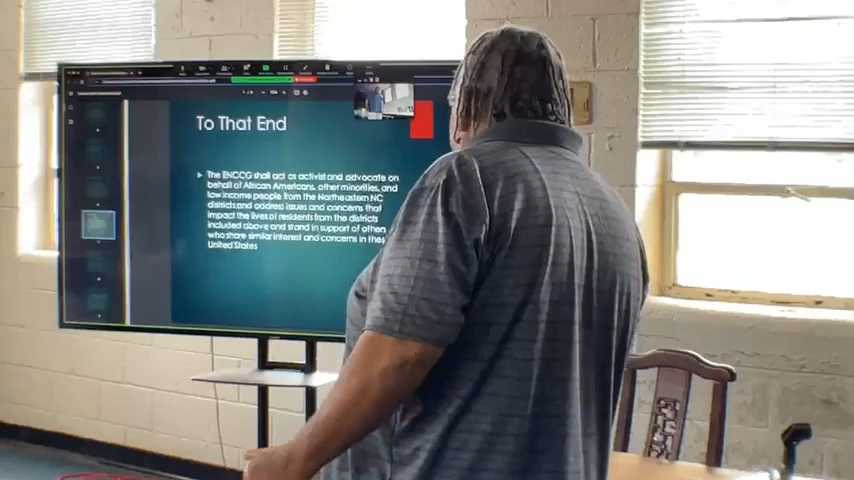 To That End
The ENCCG shall act as activist and advocate on
behalf of African Americans, other minorities, and
low income people from the Northeastern NC
districts and address issues and concerns that
impact the lives of residents from the districts
included above and stand in support of others
who share similar interest and concerns in the
United States